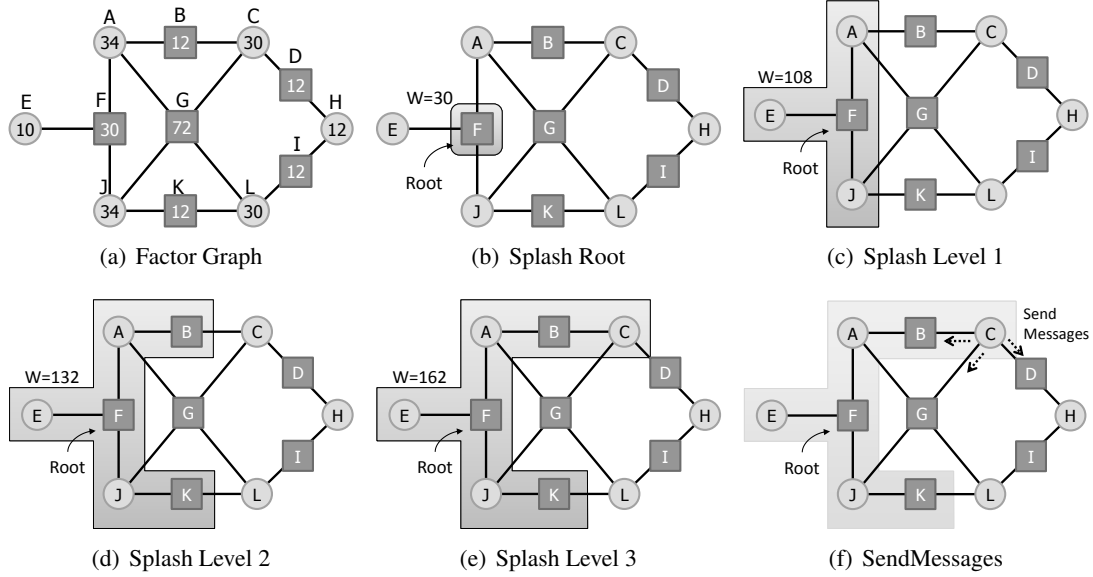 A B C
34 12 30
D
12
E F G H
10 30 72 12
I
12
J K L
34 12 30
(a) Factor Graph
A B C
D
W=30
E F G H
Root
I
J K L
(b) Splash Root
A B C
D
W=108
E F G H
Root
I
J K L
(c) Splash Level 1
A B C
D
W=132
E F G H
Root
I
J K L
(d) Splash Level 2
A B C
D
W=162
E F G H
Root
I
J K L
(e) Splash Level 3
A B C
Send
Messages
D
E F G H
Root
I
J K L
(f) SendMessages